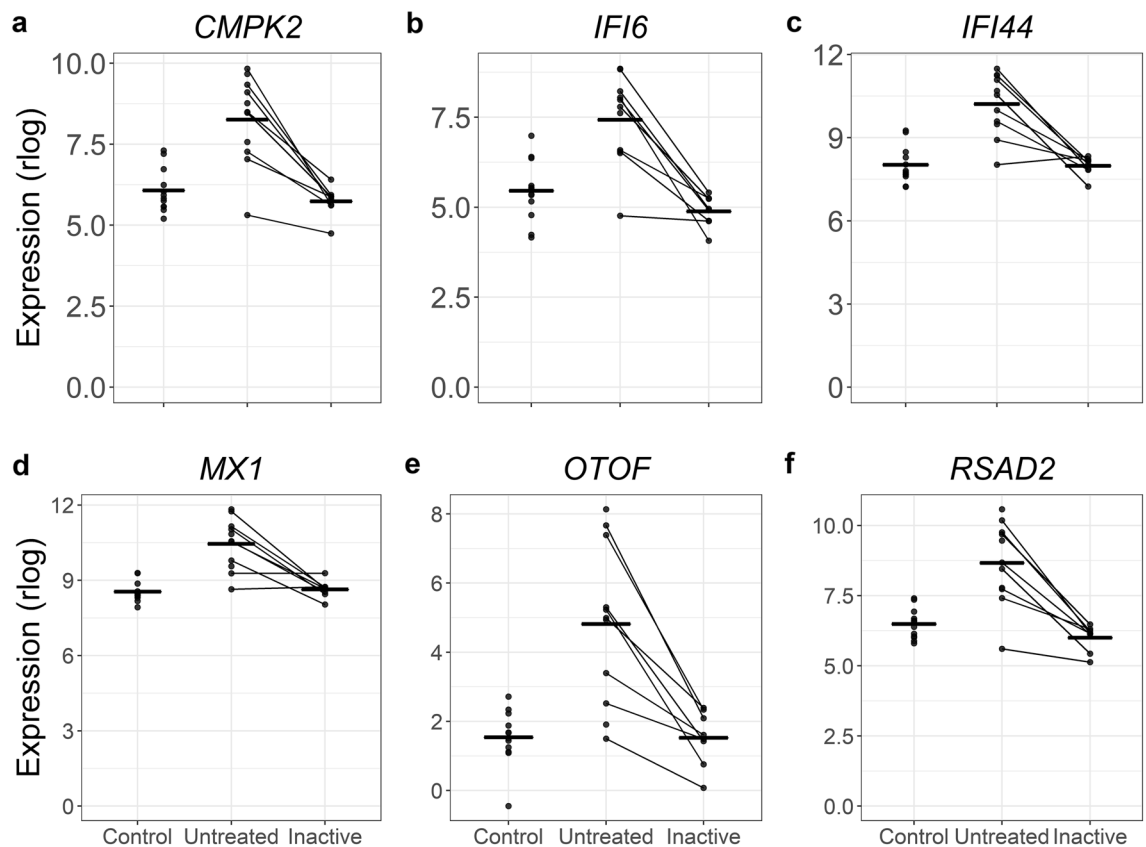 a CMPK2
Expression (rlog)
10.0
7.5
5.0
2.5
0.0
b IFI6
7.5
5.0
2.5
0.0
c IFI44
12
9
6
3
0
d MX1
Expression (rlog)
12
9
6
3
0
Control Untreated Inactive
e OTOF
8
6
4
2
0
Control Untreated Inactive
f RSAD2
10.0
7.5
5.0
2.5
0.0
Control Untreated Inactive